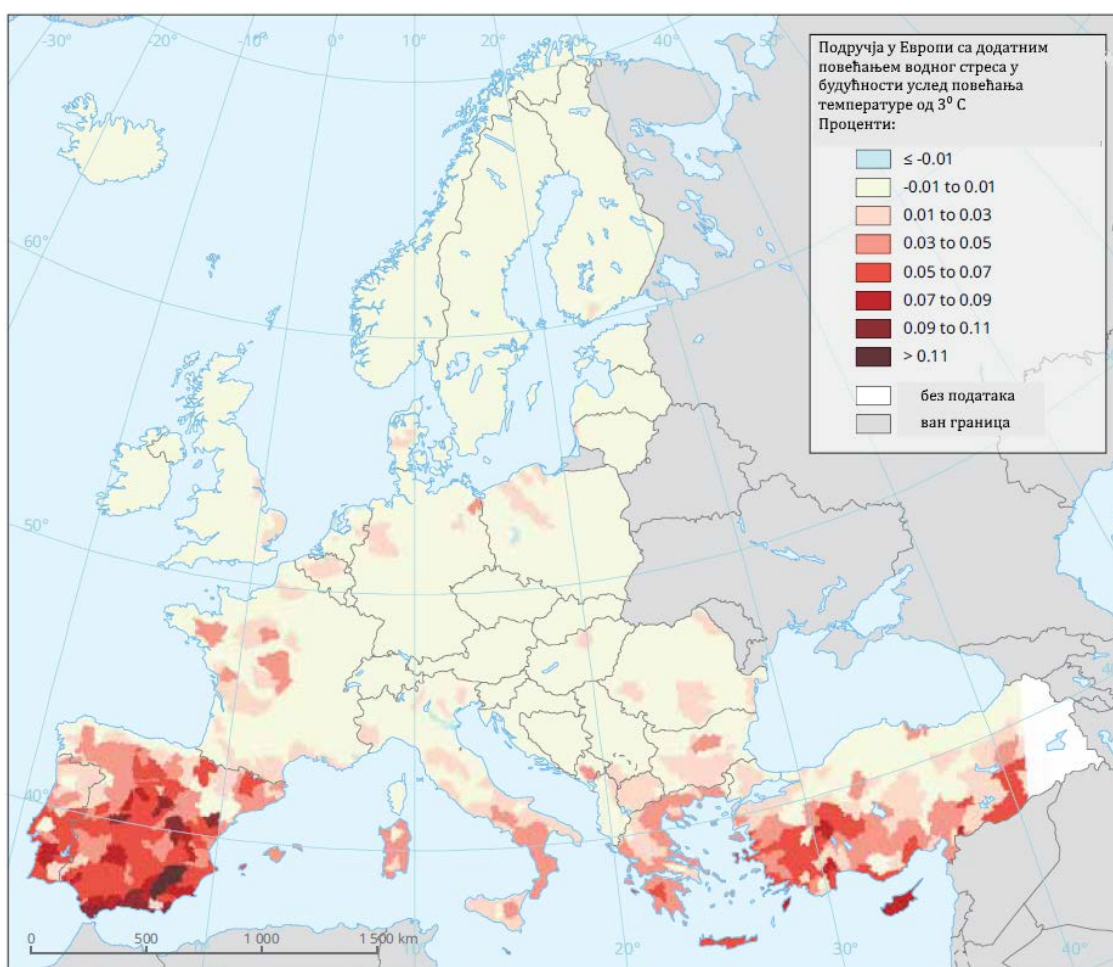 -30°
-20°
-10°
0°
10°
20°
30°
40°
50°
60°
50°
40°
Подручја у Европи са додатним
повећањем водног стреса у
будућности услед повећања
температуре од 3⁰ C
Проценти:
≤ -0.01
-0.01 to 0.01
0.01 to 0.03
0.03 to 0.05
0.05 to 0.07
0.07 to 0.09
0.09 to 0.11
> 0.11
без података
ван граница
0 500 1 000 1 500 km
0°
10°
20°
30°
40°